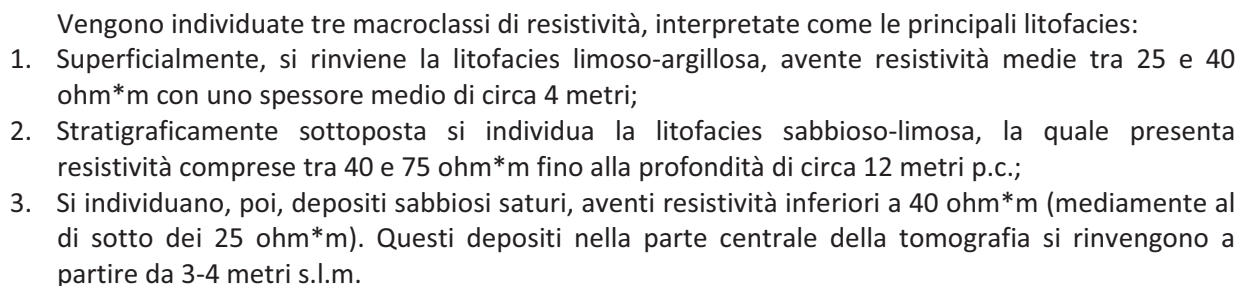 Vengono individuate tre macroclassi di resistività, interpretate come le principali litofacies:
1. Superficialmente, si rinviene la litofacies limoso-argillosa, avente resistività medie tra 25 e 40
ohm*m con uno spessore medio di circa 4 metri;
2. Stratigraficamente sottoposta si individua la litofacies sabbioso-limosa, la quale presenta
resistività comprese tra 40 e 75 ohm*m fino alla profondità di circa 12 metri p.c.;
3. Si individuano, poi, depositi sabbiosi saturi, aventi resistività inferiori a 40 ohm*m (mediamente al
di sotto dei 25 ohm*m). Questi depositi nella parte centrale della tomografia si rinvengono a
partire da 3-4 metri s.l.m.